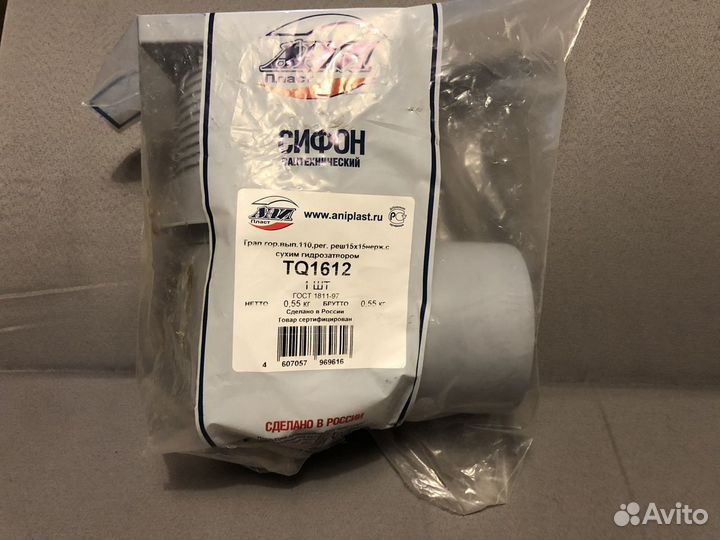 АНИ
Пласт
СИФОН
САНТЕХНИЧЕСКИЙ
АНИ
Пласт
www.aniplast.ru
Трап гор.вып.110,рег. реш15х15нерж.с
сухим гидрозатвором
TQ1612
1 ШТ
ГОСТ 1811-97
НЕТТО 0,55 кг БРУТТО 0,55 кг
Сделано в России
Товар сертифицирован
4 607057 969616
СДЕЛАНО В РОССИИ
Avito